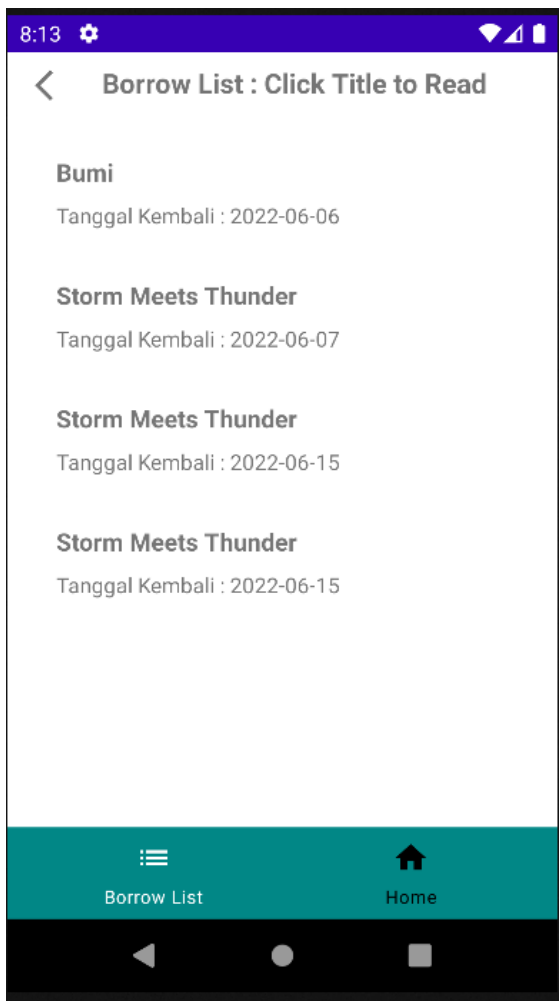 8:13
Borrow List : Click Title to Read
Bumi
Tanggal Kembali : 2022-06-06
Storm Meets Thunder
Tanggal Kembali : 2022-06-07
Storm Meets Thunder
Tanggal Kembali : 2022-06-15
Storm Meets Thunder
Tanggal Kembali : 2022-06-15
Borrow List
Home